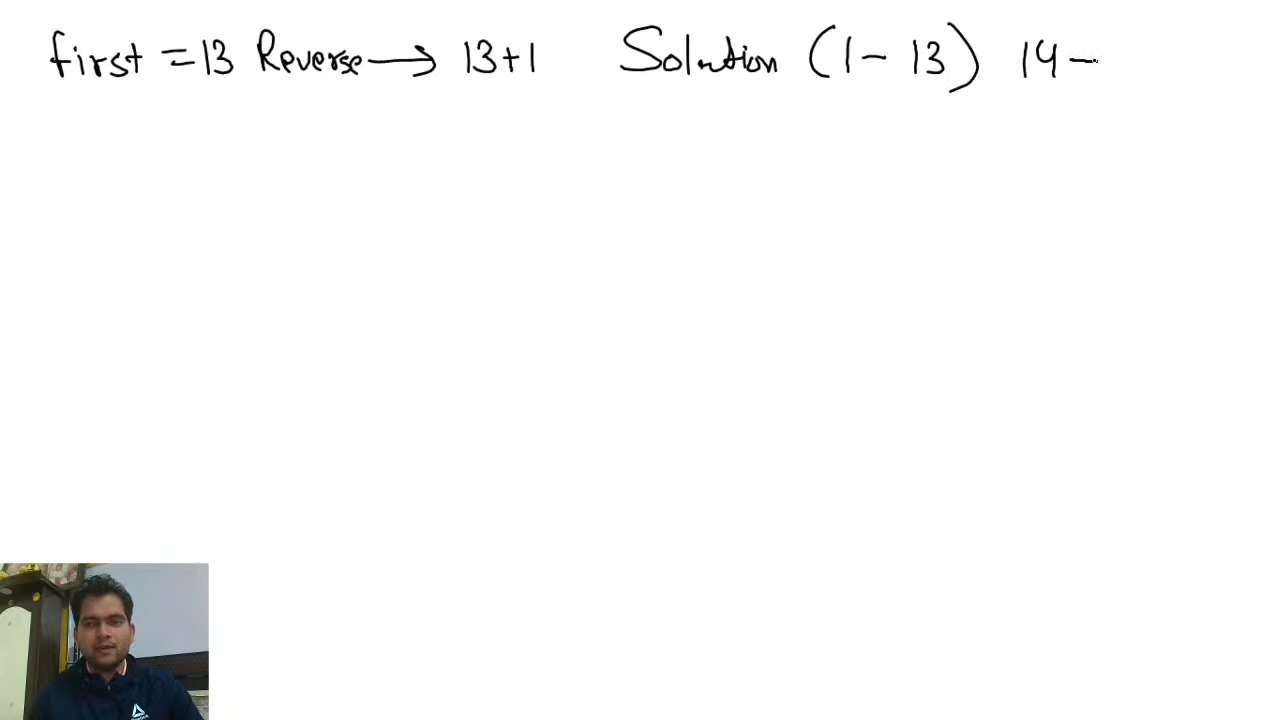 first = 13 Reverse → 13+1 Solution (1 - 13) 14 -